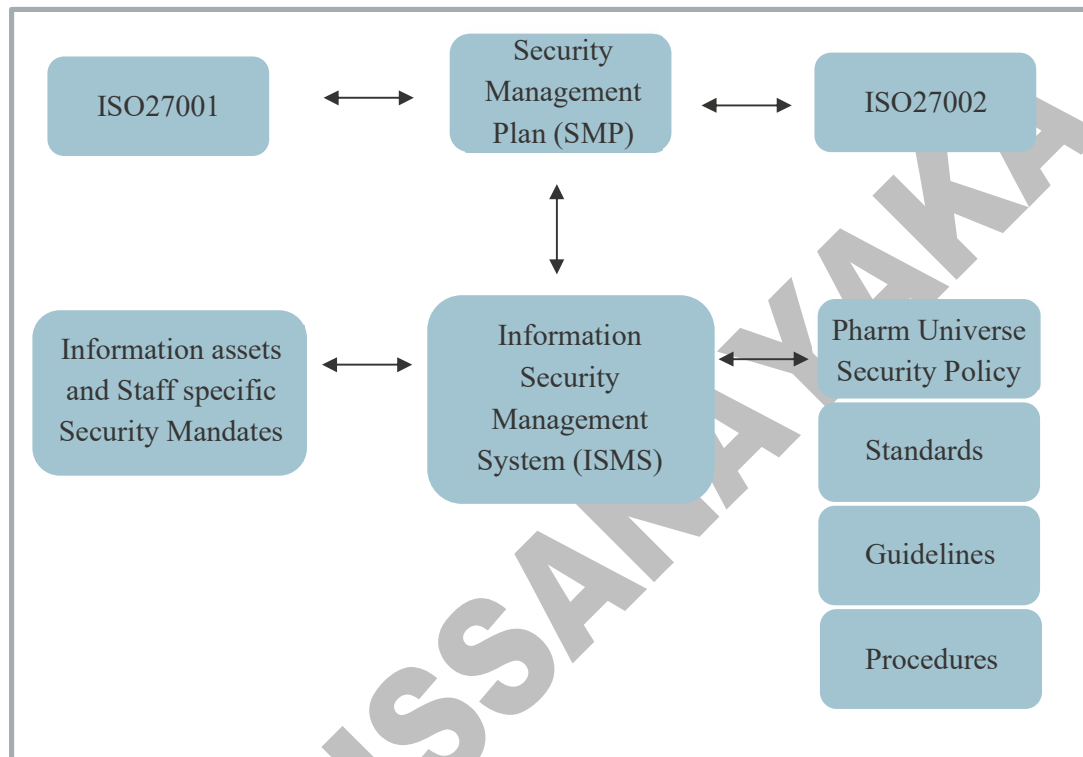 ISO27001
Security
Management
Plan (SMP)
ISO27002
Information assets
and Staff specific
Security Mandates
Information
Security
Management
System (ISMS)
Pharm Universe
Security Policy
Standards
Guidelines
Procedures
SSANAYAKA